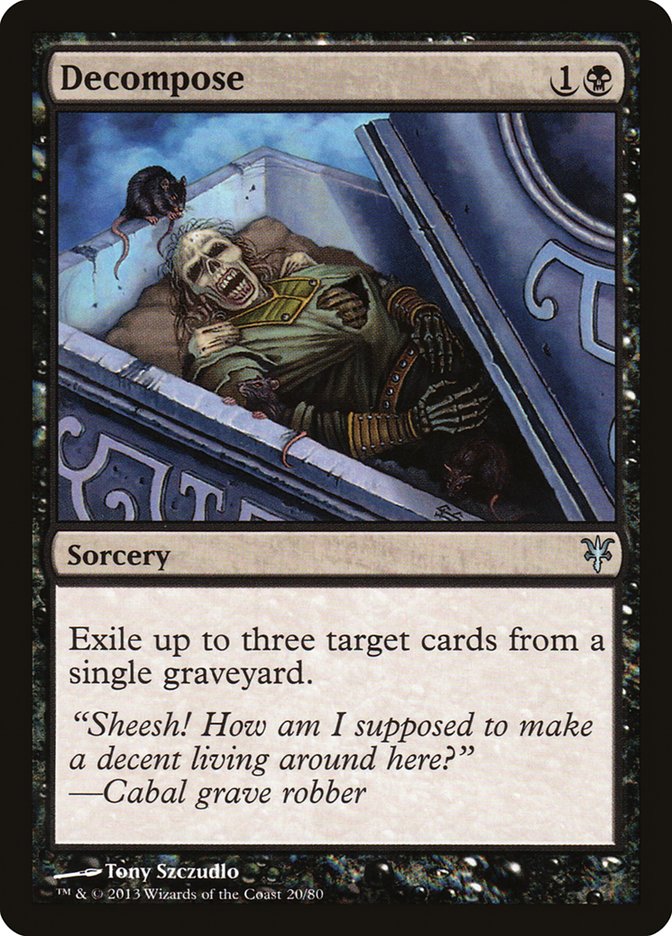 Decompose 1
Sorcery
Exile up to three target cards from a
single graveyard.
“Sheesh! How am I supposed to make
a decent living around here?”
—Cabal grave robber
Tony Szczudlo
™ & © 2013 Wizards of the Coast 20/80